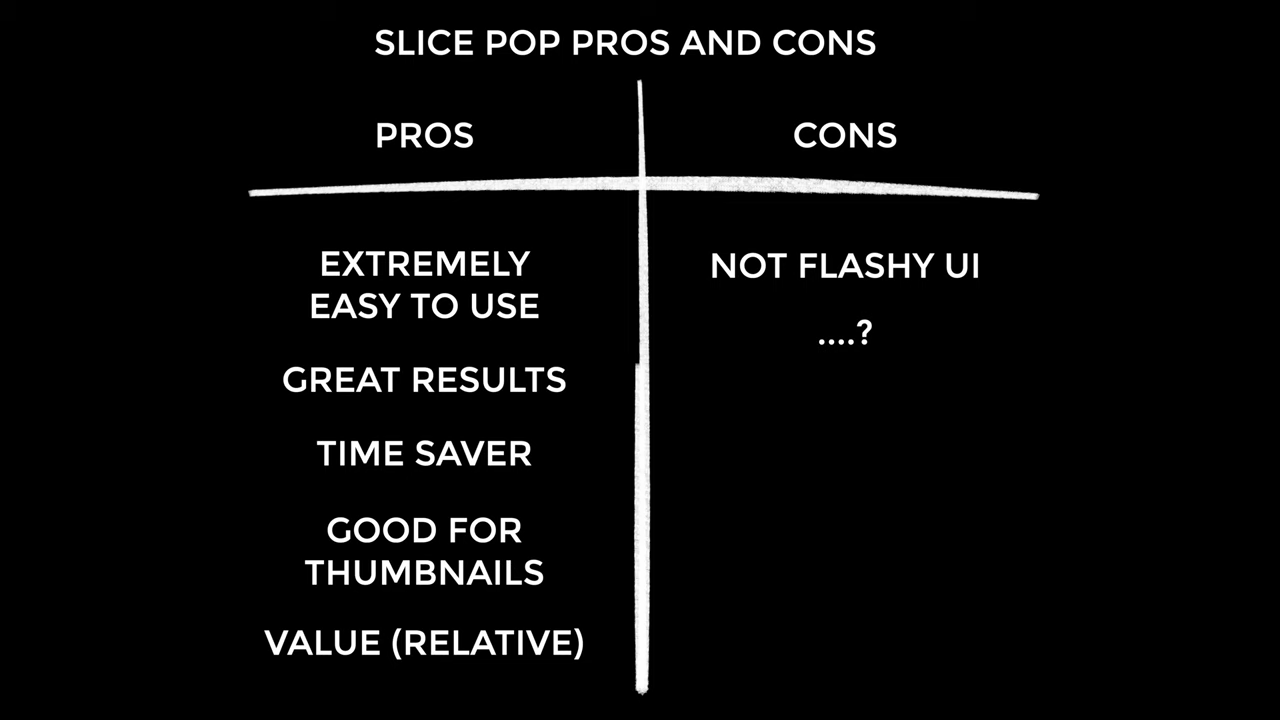 SLICE POP PROS AND CONS
PROS
CONS
EXTREMELY
EASY TO USE
GREAT RESULTS
TIME SAVER
GOOD FOR
THUMBNAILS
VALUE (RELATIVE)
NOT FLASHY UI
....?